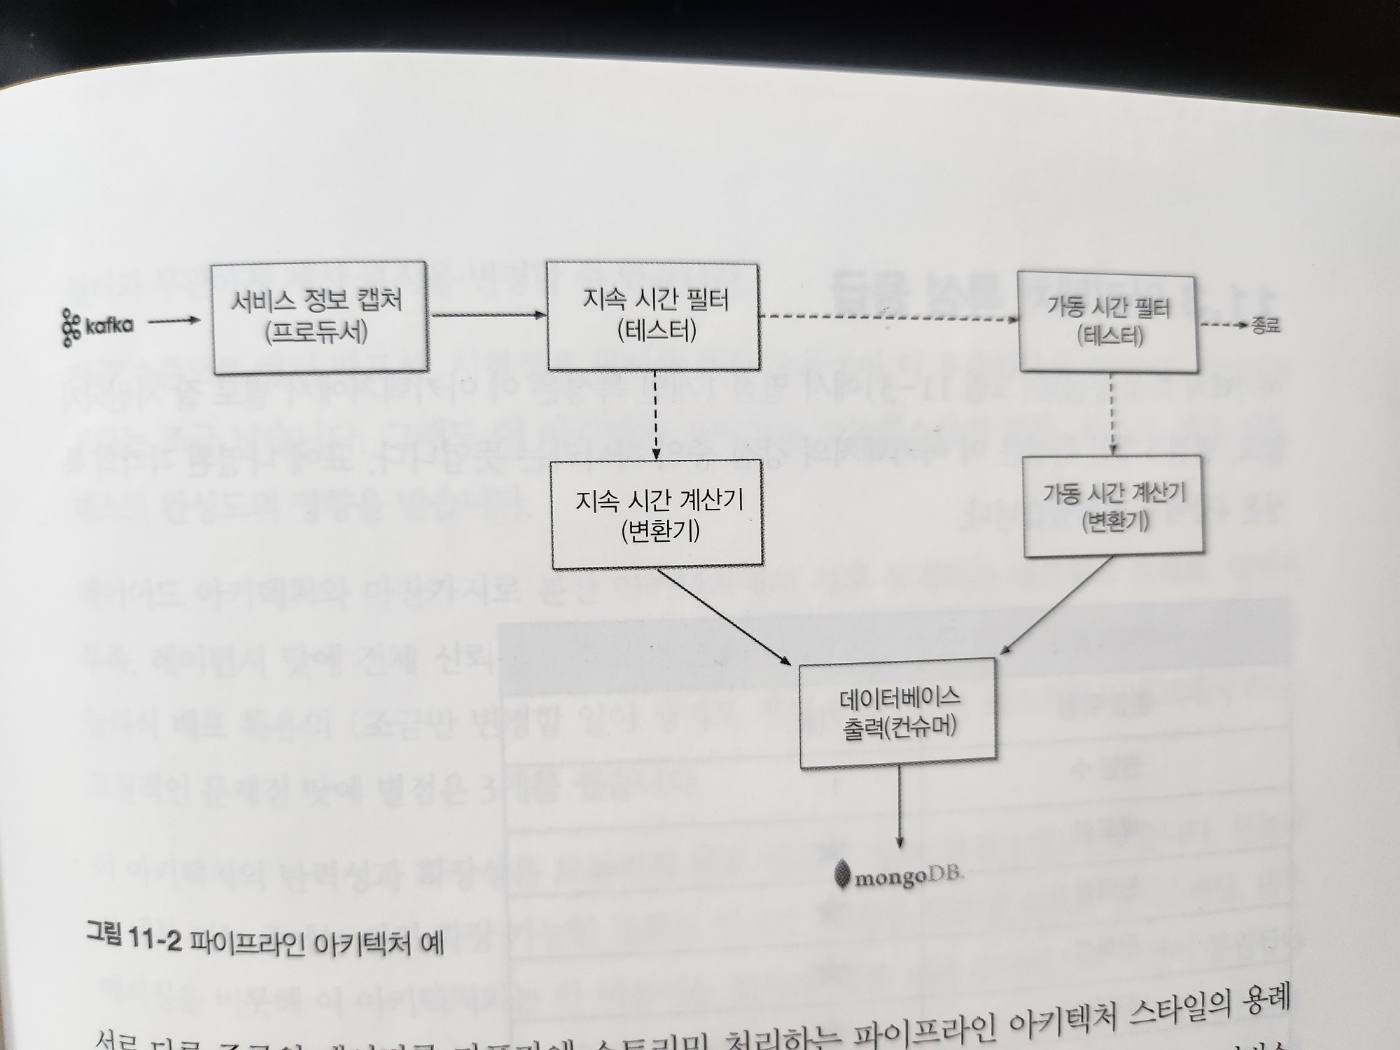 kafka
서비스 정보 캡처
(프로듀서)
지속 시간 필터
(테스터)
가동 시간 필터
(테스터)
종료
지속 시간 계산기
(변환기)
가동 시간 계산기
(변환기)
데이터베이스
출력(컨슈머)
mongoDB.
그림 11-2 파이프라인 아키텍처 예
처리하는 파이프라인 아키텍처 스타일의 용례